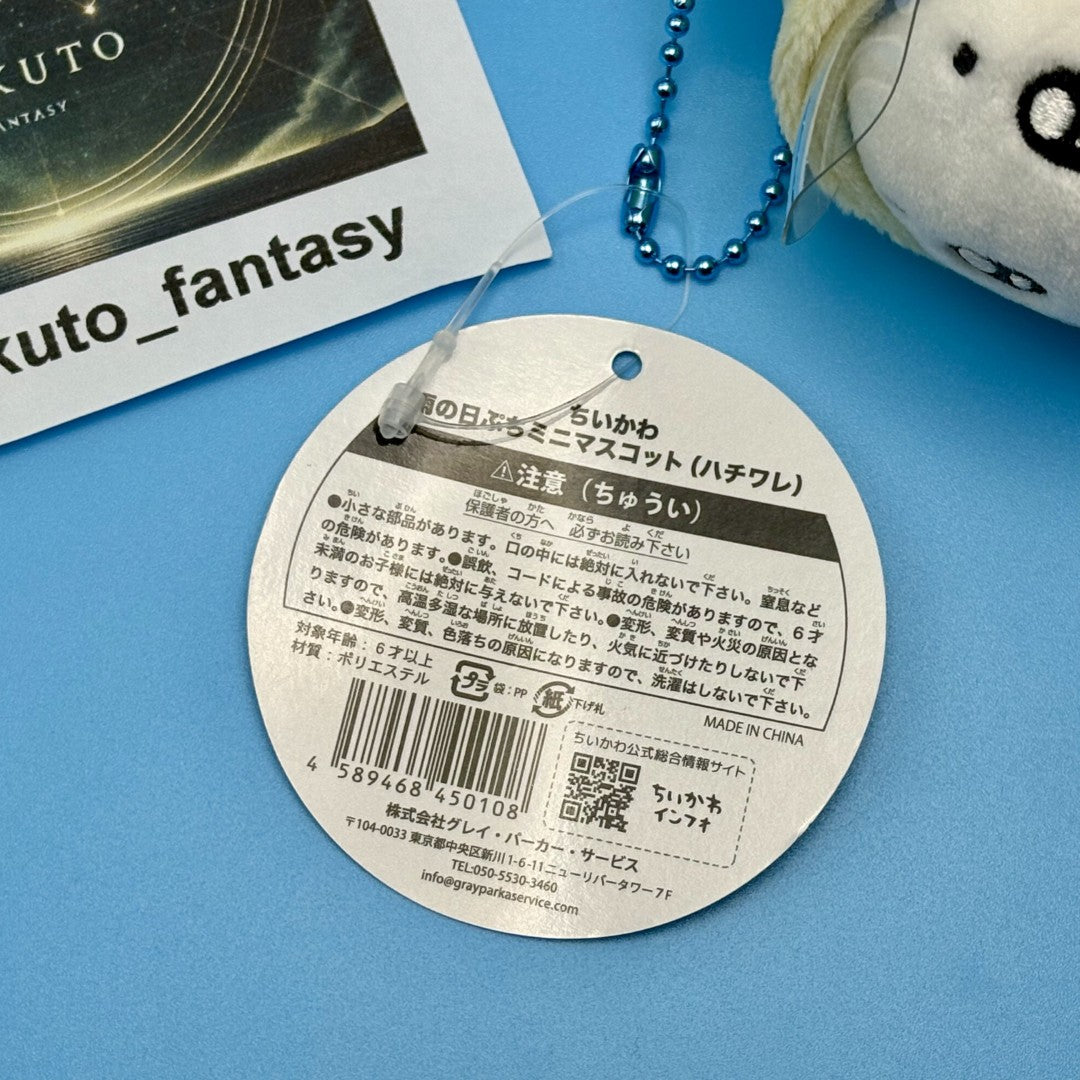 KUTO
ANTASY
kuto_fantasy
ちいかわ
雨の日ぷちミニマスコット(ハチワレ)
⚠注意(ちゅうい)
保護者の方へ 必ずお読み下さい
●小さな部品があります。口の中には絶対に入れないで下さい。窒息など
の危険があります。●誤飲、コードによる事故の危険がありますので、6才
未満のお子様には絶対に与えないで下さい。●変形、変質や火災の原因とな
りますので、高温多湿な場所に放置したり、火気に近づけたりしないで下
さい。●変形、変質、色落ちの原因になりますので、洗濯はしないで下さい。
対象年齢:6才以上
材質:ポリエステル
プラ 袋:PP 紙 下げ札
MADE IN CHINA
4 589468 450108
ちいかわ公式総合情報サイト
ちいかわ
インフォ
株式会社グレイ・パーカー・サービス
〒104-0033 東京都中央区新川1-6-11ニューリバータワー7F
TEL:050-5530-3460
info@grayparkaservice.com